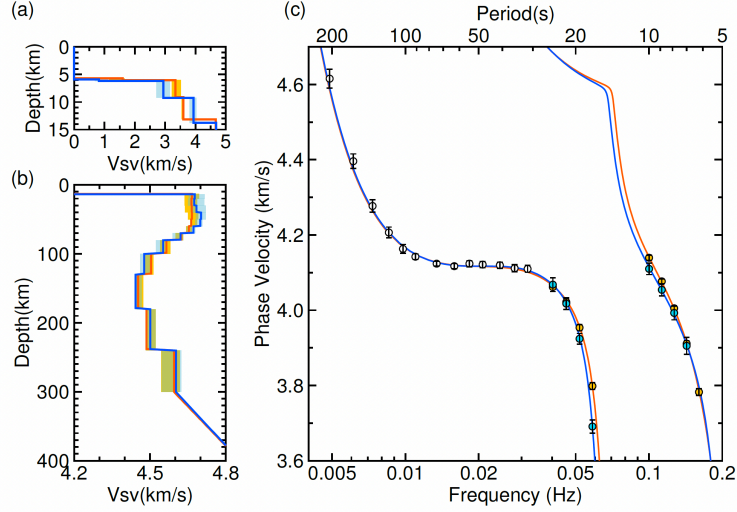 (a)
0
5
10
15
Depth(km)
0 1 2 3 4 5
Vsv(km/s)
(b)
0
100
200
300
400
Depth(km)
4.2 4.5 4.8
Vsv(km/s)
(c)
Period(s)
200 100 50 20 10 5
4.6
4.4
4.2
4.0
3.8
3.6
Phase Velocity (km/s)
0.005 0.01 0.02 0.05 0.1 0.2
Frequency (Hz)